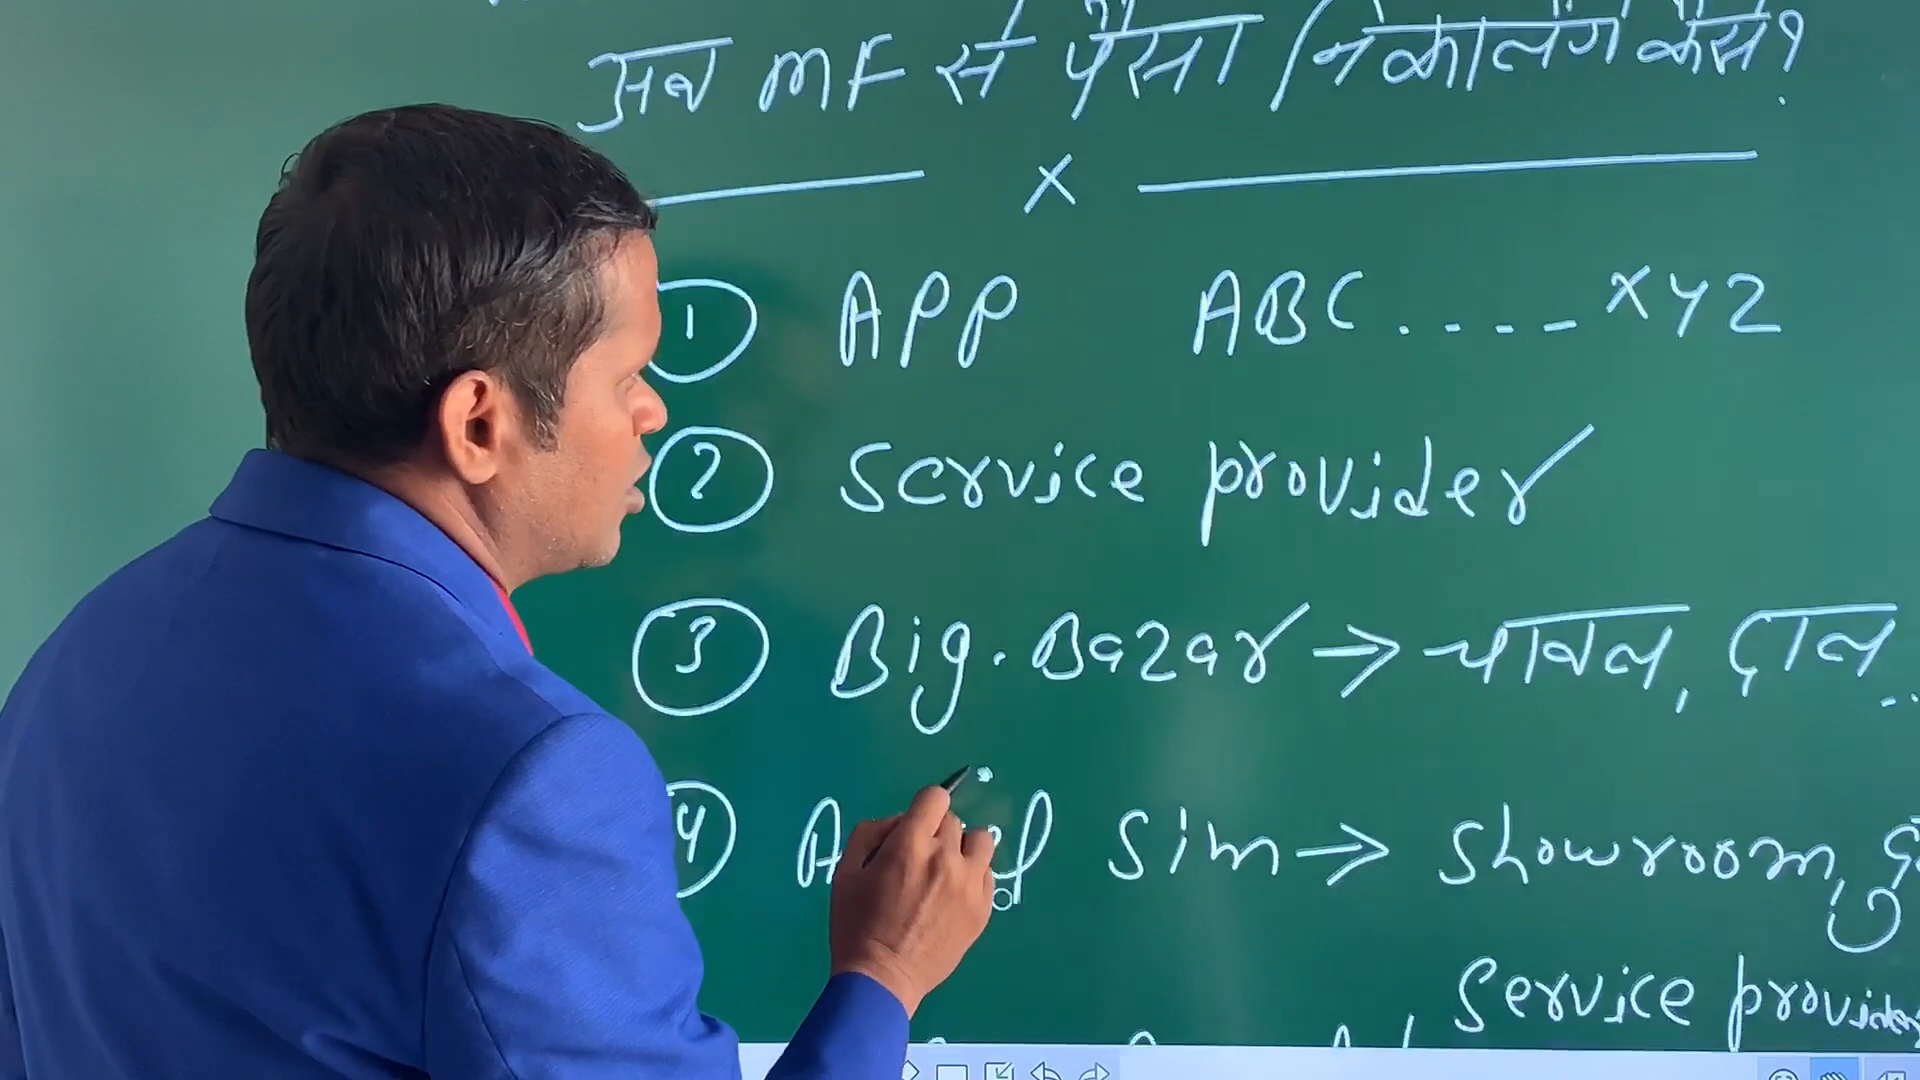 अब MF से पैसा निकालेंगे कैसे?
x
1 APP ABC....xyz
2 Service provider
3 Big. Bazar → चावल, दाल..
4 Sim → Showroom,
Service provider